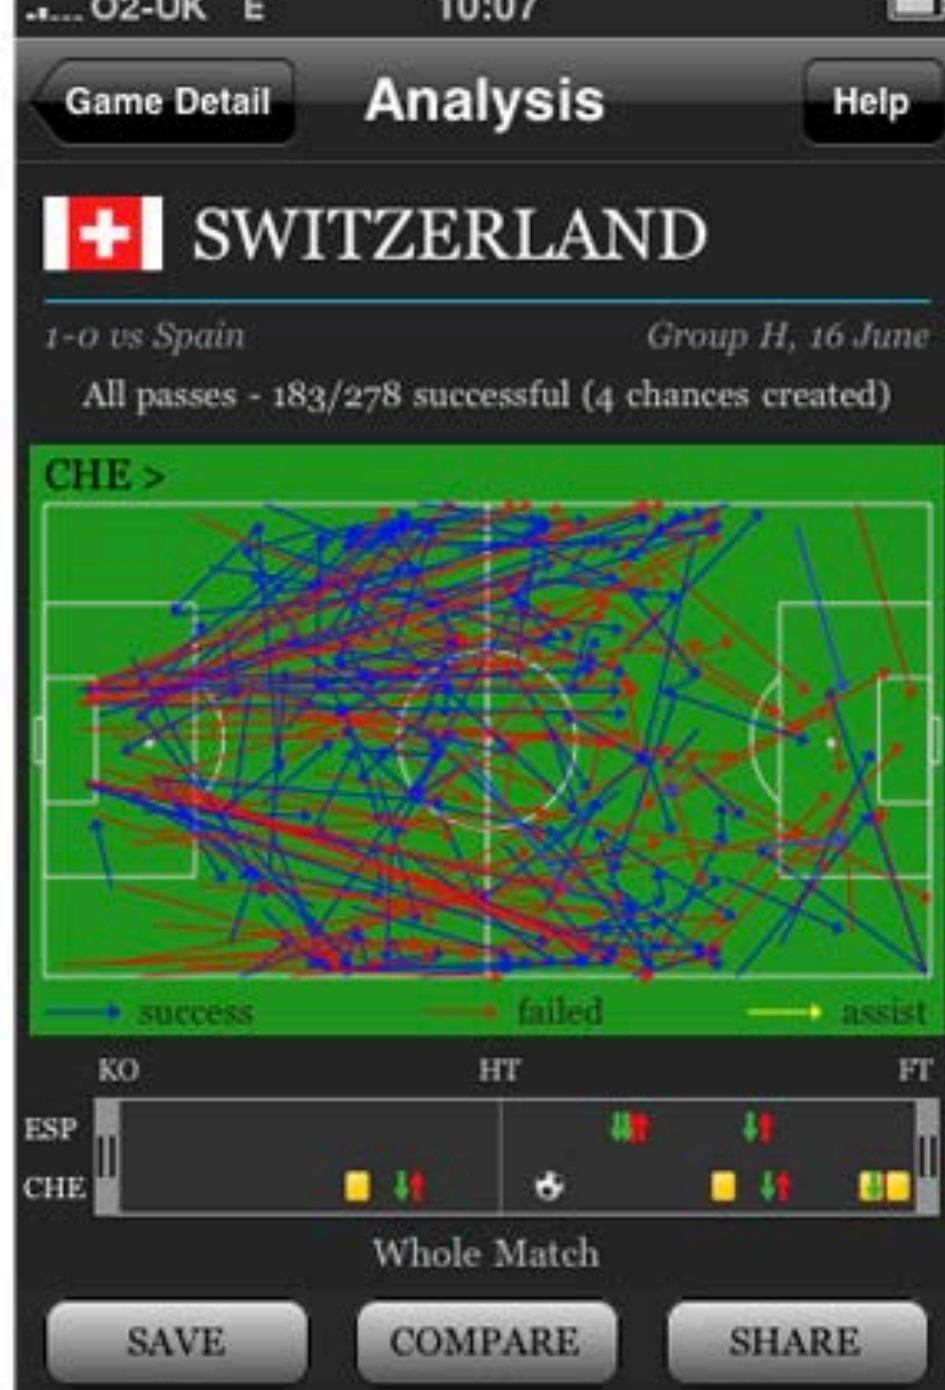 O2-UK E 10:07
Game Detail Analysis Help
SWITZERLAND
1-0 vs Spain Group H, 16 June
All passes - 183/278 successful (4 chances created)
CHE >
success failed assist
KO HT FT
ESP
CHE
Whole Match
SAVE COMPARE SHARE